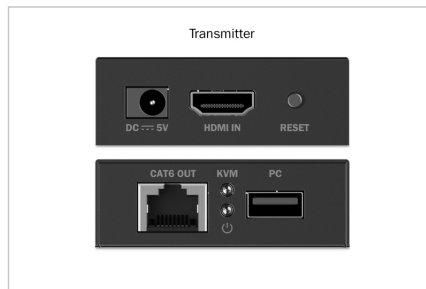 Transmitter
DC ⎓ 5V
HDMI IN
RESET
CAT6 OUT
KVM
PC